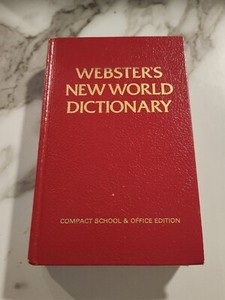 WEBSTER'S
NEW WORLD
DICTIONARY
COMPACT SCHOOL & OFFICE EDITION